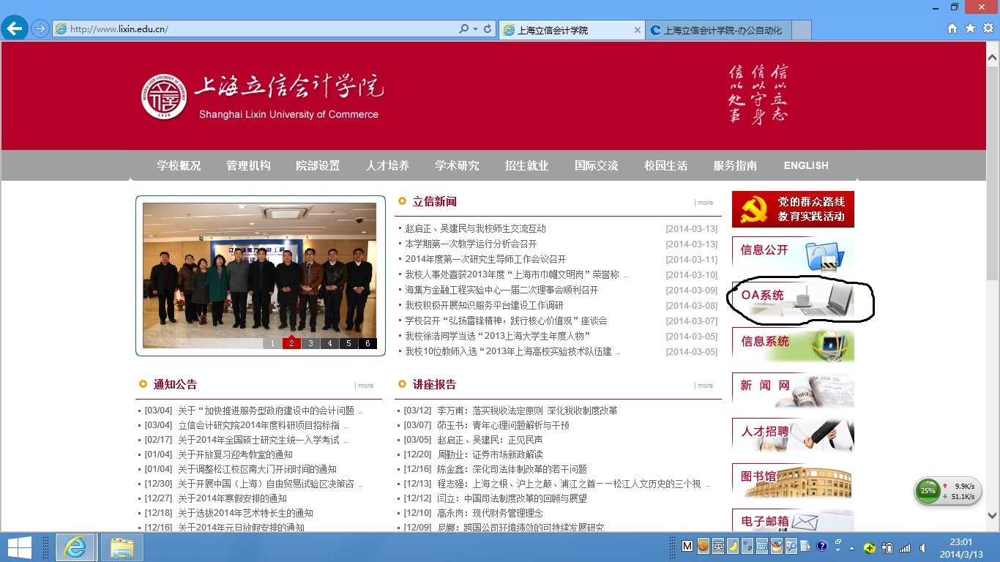 http://www.lixin.edu.cn/
上海立信会计学院
上海立信会计学院-办公自动化
上海立信会计学院
Shanghai Lixin University of Commerce
信以立志
信以守身
信以处事
学校概况 管理机构 院部设置 人才培养 学术研究 招生就业 国际交流 校园生活 服务指南 ENGLISH
1 2 3 4 5 6
立信新闻 | more
赵启正、吴建民与我校师生交流互动 [2014-03-13]
本学期第一次教学运行分析会召开 [2014-03-13]
2014年度第一次研究生导师工作会议召开 [2014-03-11]
我校人事处喜获2013年度“上海市巾帼文明岗”荣誉称 .. [2014-03-10]
海集方金融工程实验中心一届二次理事会顺利召开 [2014-03-09]
我校积极开展知识服务平台建设工作调研 [2014-03-08]
学校召开“弘扬雷锋精神，践行核心价值观”座谈会 [2014-03-07]
我校徐浩同学当选“2013上海大学生年度人物” [2014-03-05]
我校10位教师入选“2013年上海高校实验技术队伍建 .. [2014-03-05]
通知公告 | more
[03/04] 关于“加快推进服务型政府建设中的会计问题 ..
[03/04] 立信会计研究院2014年度科研项目招标指 ..
[02/17] 关于2014年全国硕士研究生统一入学考试 ..
[01/04] 关于开放复习迎考教室的通知
[01/04] 关于调整松江校区南大门开闭时间的通知
[12/30] 关于开展中国（上海）自由贸易试验区决策咨 ..
[12/27] 关于2014年寒假安排的通知
[12/18] 关于选拔2014年艺术特长生的通知
[12/16] 关于2014年元旦放假安排的通知
讲座报告 | more
[03/12] 李万甫：落实税收法定原则 深化税收制度改革
[03/07] 茆玉书：青年心理问题解析与干预
[03/05] 赵启正、吴建民：正见民声
[12/20] 周勤业：证券市场新政解读
[12/16] 陈金鑫：深化司法体制改革的若干问题
[12/13] 程志强：上海之根、沪上之颠、浦江之首－－松江人文历史的三个视 ..
[12/12] 闫立：中国司法制度改革的回顾与展望
[12/10] 高永岗：现代财务管理理念
[12/09] 尼娜：跨国公司环境绩效的可持续发展研究
党的群众路线
教育实践活动
信息公开
OA系统
信息系统
新闻网
人才招聘
图书馆
电子邮箱
25%
9.9K/s
51.1K/s
M 英
23:01
2014/3/13